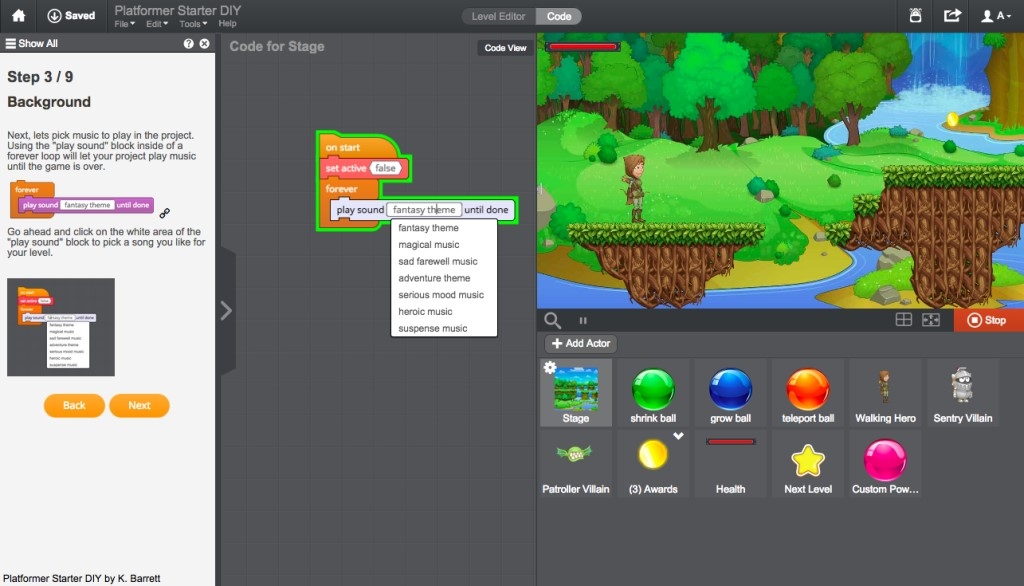 Saved
Platformer Starter DIY
File Edit Tools Help
Level Editor Code
A
Show All
Step 3 / 9
Background
Next, lets pick music to play in the project.
Using the "play sound" block inside of a
forever loop will let your project play music
until the game is over.
forever
play sound fantasy theme until done
Go ahead and click on the white area of the
"play sound" block to pick a song you like for
your level.
on start
set active false
forever
play sound fantasy theme until done
fantasy theme
magical music
sad farewell music
adventure theme
serious mood music
heroic music
suspense music
Back Next
Platformer Starter DIY by K. Barrett
Code for Stage
Code View
on start
set active false
forever
play sound fantasy theme until done
fantasy theme
magical music
sad farewell music
adventure theme
serious mood music
heroic music
suspense music
Stop
+ Add Actor
Stage
shrink ball
grow ball
teleport ball
Walking Hero
Sentry Villain
Patroller Villain
(3) Awards
Health
Next Level
Custom Pow...